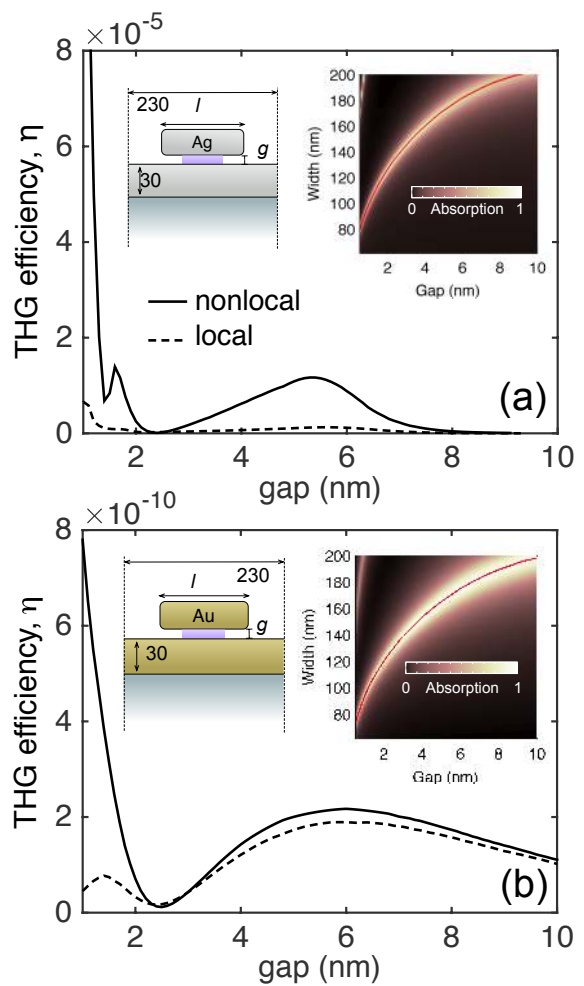 × 10⁻⁵
8
6
4
2
0
THG efficiency, η
230
l
Ag
g
30
nonlocal
local
200
180
160
140
120
100
80
Width (nm)
0 Absorption 1
2 4 6 8 10
Gap (nm)
(a)
2 4 6 8 10
gap (nm)
× 10⁻¹⁰
8
6
4
2
0
THG efficiency, η
230
l
Au
g
30
200
180
160
140
120
100
80
Width (nm)
0 Absorption 1
2 4 6 8 10
Gap (nm)
(b)
2 4 6 8 10
gap (nm)